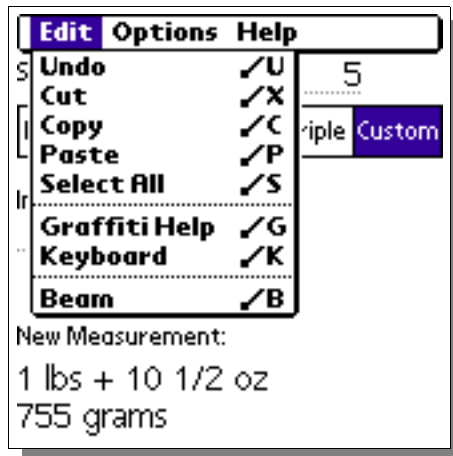 Edit Options Help
S 5
Undo /U
Cut /X
Copy /C
riple Custom
Paste /P
Select All /S
Graffiti Help /G
Keyboard /K
Beam /B
New Measurement:
1 lbs + 10 1/2 oz
755 grams